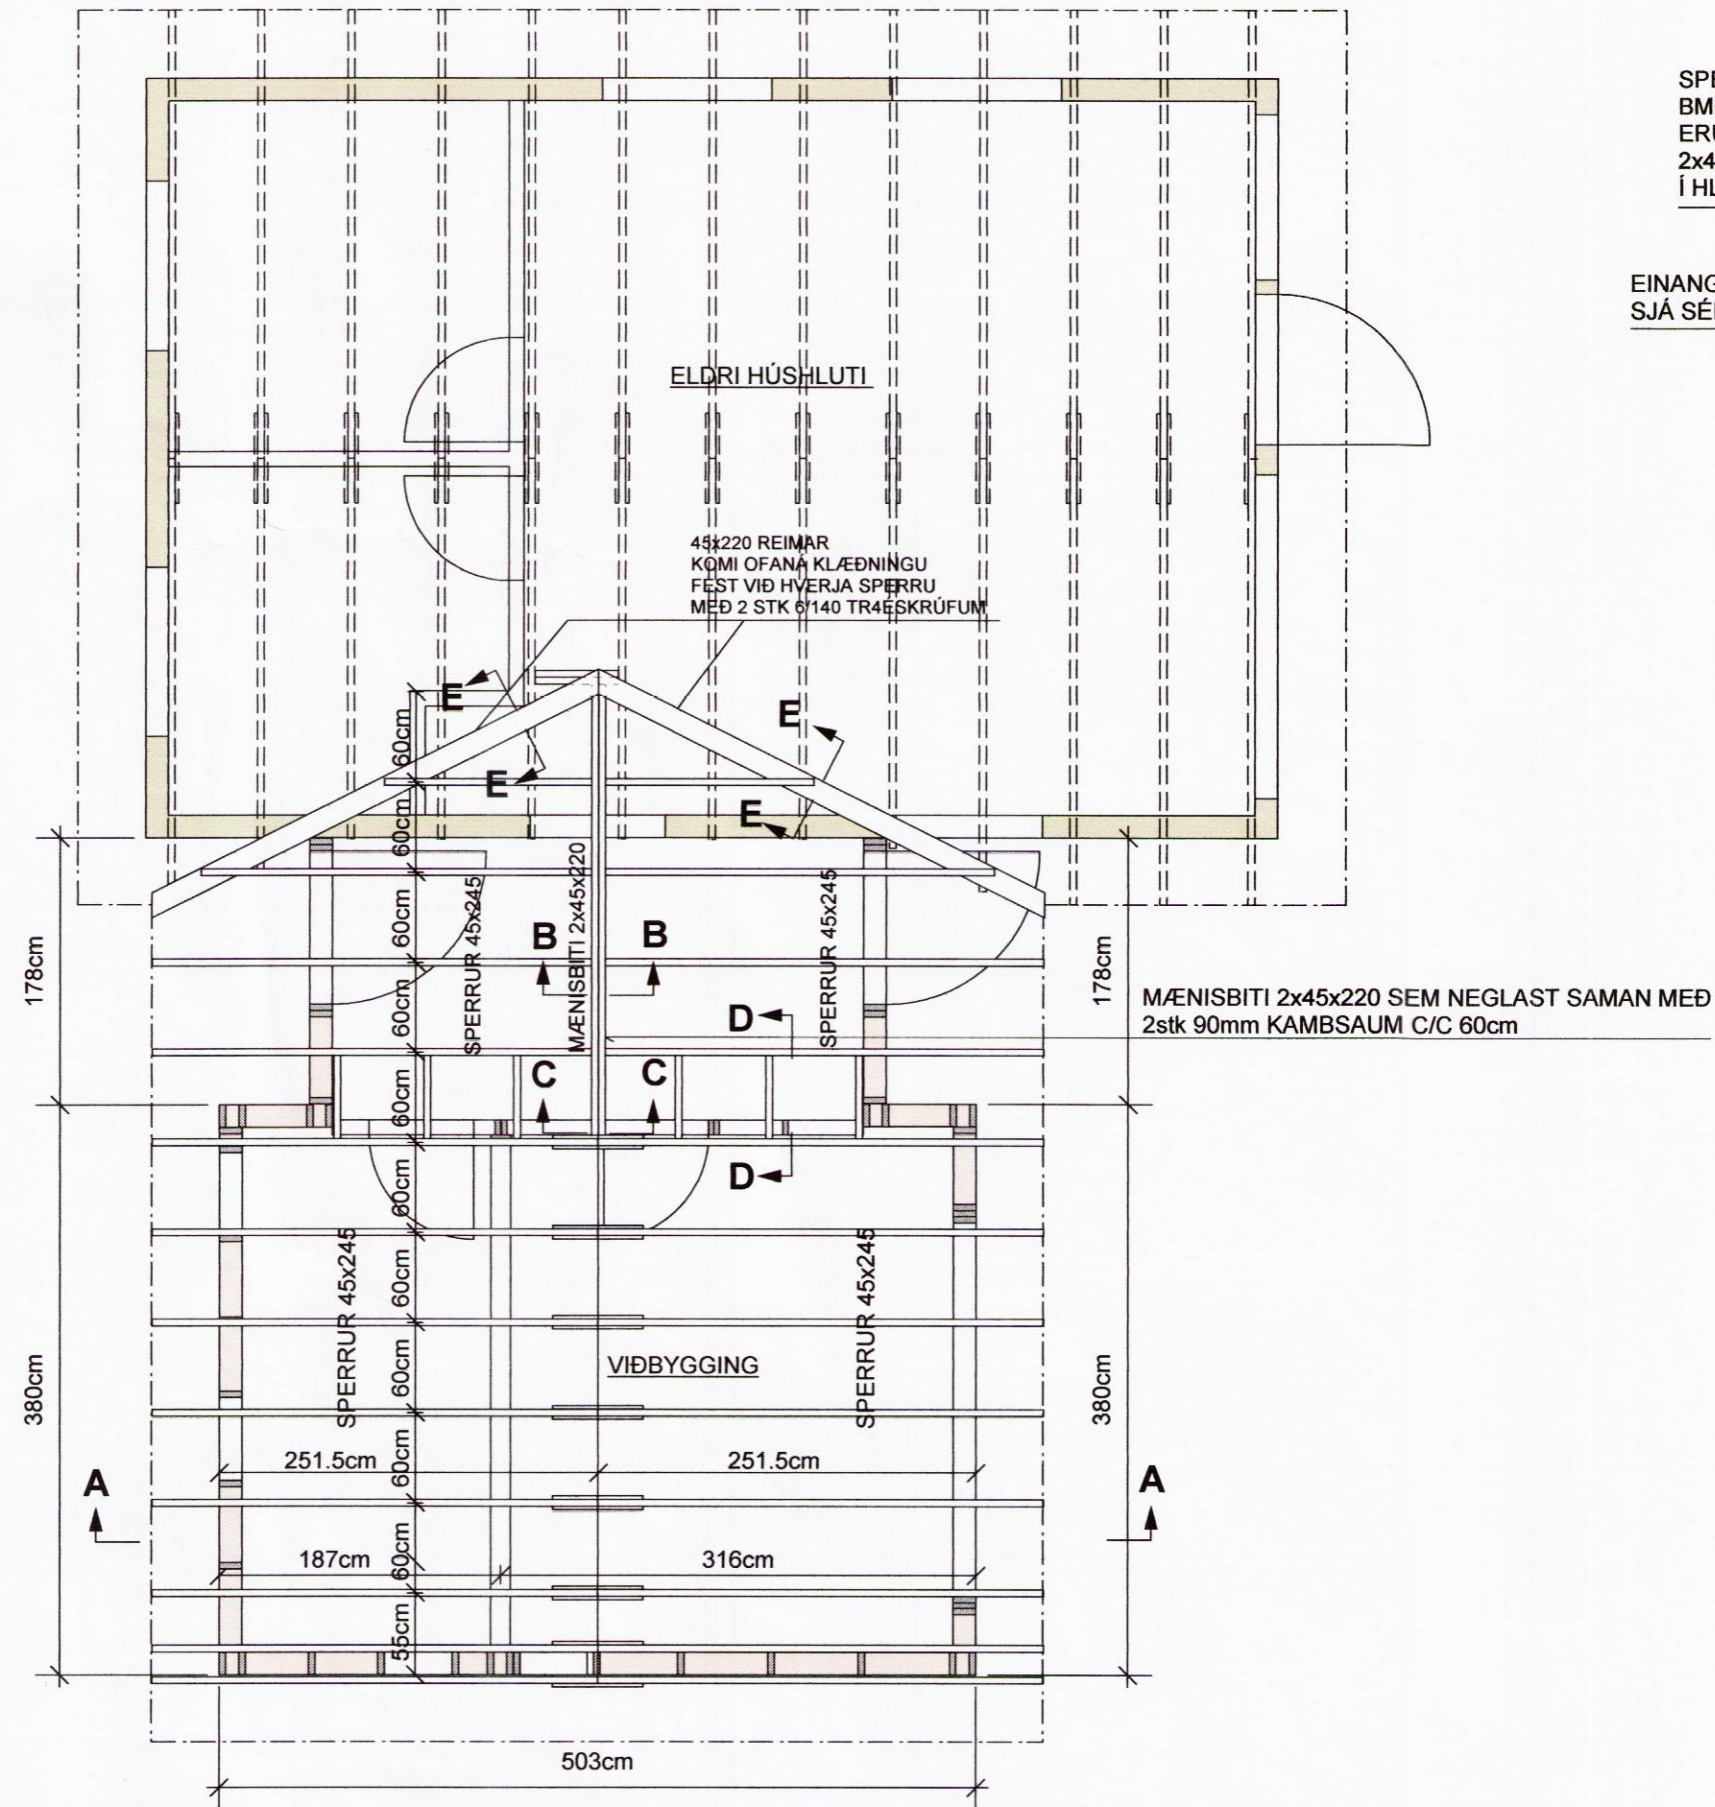 SPE
BM
ERU
2x4
Í HL
EINANG
SJÁ SÉ
ELDRI HÚSHLUTI
45x220 REIMAR
KOMI OFANÁ KLÆÐNINGU
FEST VIÐ HVERJA SPERRU
MEÐ 2 STK 6/140 TR4ÉSKRÚFUM
E
E
E
E
60cm
60cm
60cm
60cm
60cm
60cm
60cm
60cm
60cm
60cm
55cm
178cm
178cm
SPERRUR 45x245
MÆNISBITI 2x45x220
SPERRUR 45x245
B
B
D
MÆNISBITI 2x45x220 SEM NEGLAST SAMAN MEÐ
2stk 90mm KAMBSAUM C/C 60cm
C
C
D
SPERRUR 45x245
SPERRUR 45x245
VIÐBYGGING
380cm
380cm
251.5cm
251.5cm
A
A
187cm
316cm
503cm